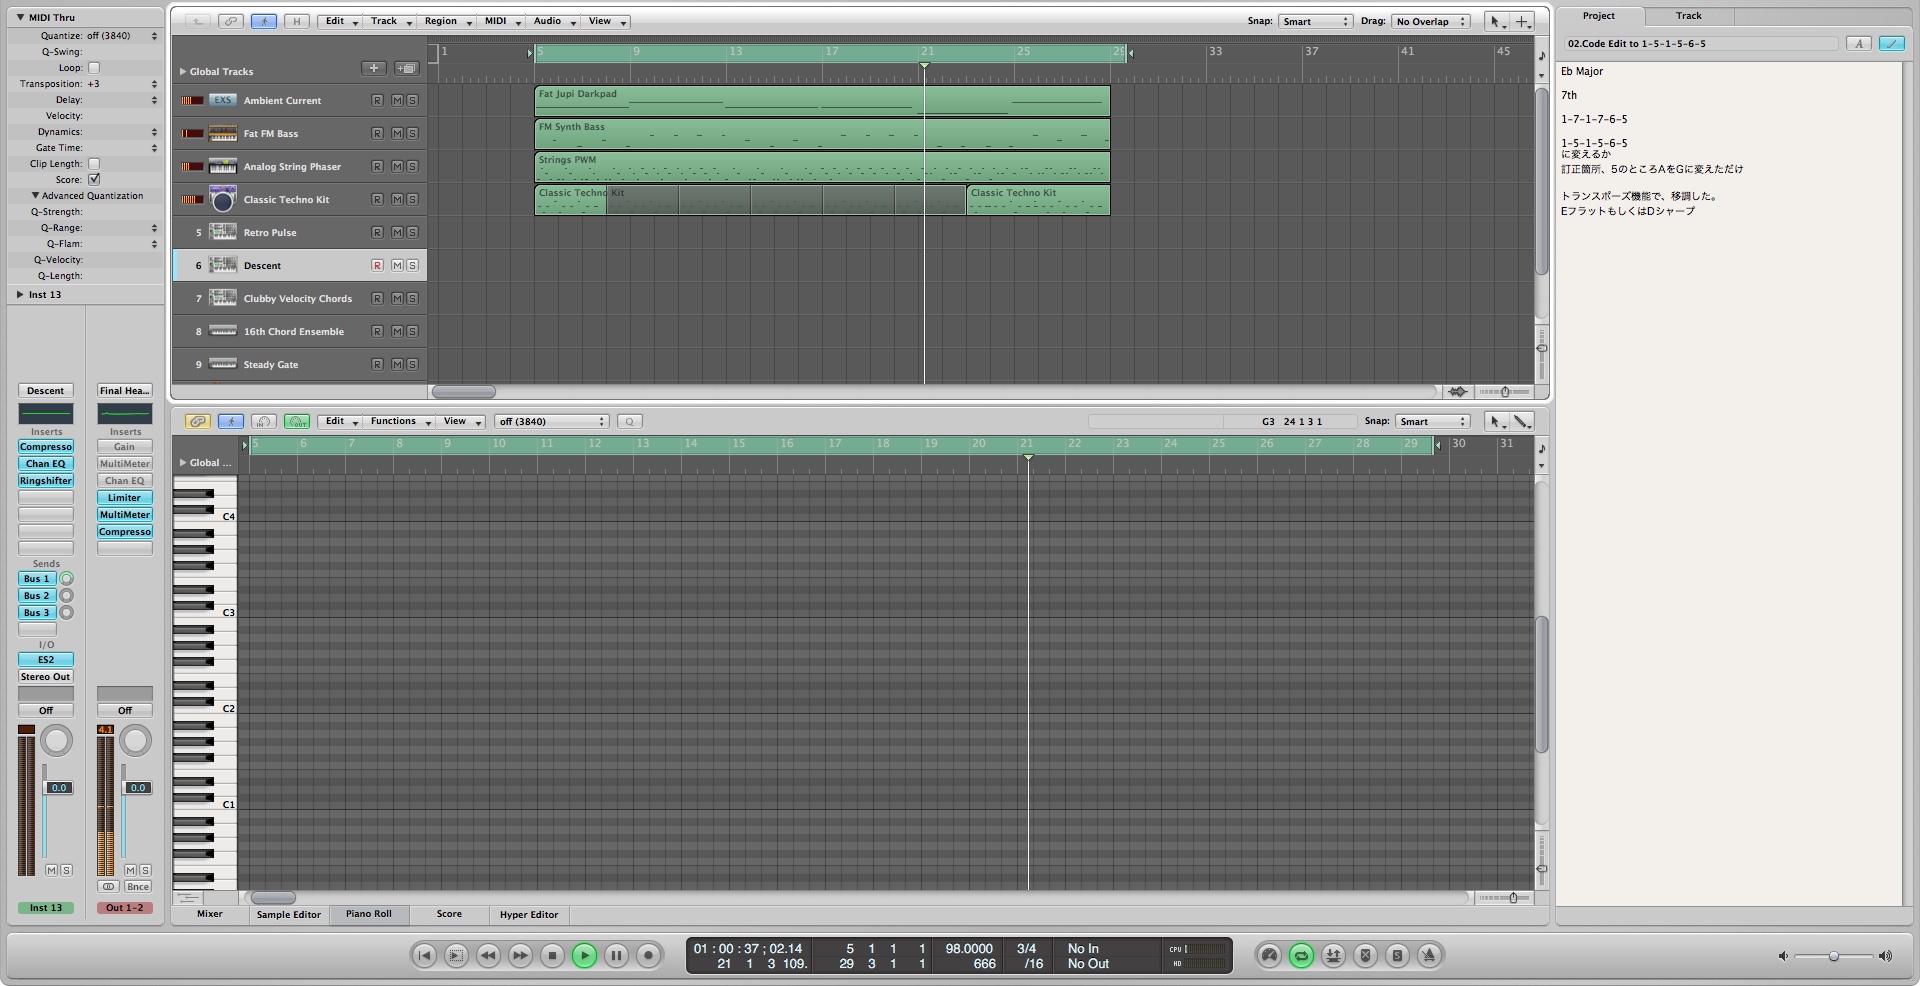 MIDI Thru
Quantize: off (3840)
Q-Swing:
Loop:
Transposition: +3
Delay:
Velocity:
Dynamics:
Gate Time:
Clip Length:
Score:
Advanced Quantization
Q-Strength:
Q-Range:
Q-Flam:
Q-Velocity:
Q-Length:
Inst 13
Descent Final Hea...
Inserts Inserts
Compresso Gain
Chan EQ MultiMeter
Ringshifter Chan EQ
Limiter
MultiMeter
Compresso
Sends
Bus 1
Bus 2
Bus 3
I/O
ES2
Stereo Out
Off Off
4.1
0.0 0.0
M S M S
Bnce
Inst 13 Out 1-2
H Edit Track Region MIDI Audio View Snap: Smart Drag: No Overlap
1 5 9 13 17 21 25 29 33 37 41 45
Global Tracks
EXS Ambient Current R M S
Fat FM Bass R M S
Analog String Phaser R M S
Classic Techno Kit R M S
5 Retro Pulse R M S
6 Descent R M S
7 Clubby Velocity Chords R M S
8 16th Chord Ensemble R M S
9 Steady Gate R M S
Fat Jupi Darkpad
FM Synth Bass
Strings PWM
Classic Techno Kit Classic Techno Kit
IN OUT Edit Functions View off (3840) Q G3 24 1 3 1 Snap: Smart
5 6 7 8 9 10 11 12 13 14 15 16 17 18 19 20 21 22 23 24 25 26 27 28 29 30 31
Global ...
C4
C3
C2
C1
Mixer Sample Editor Piano Roll Score Hyper Editor
01 : 00 : 37 ; 02.14 5 1 1 1 98.0000 3/4 No In CPU
21 1 3 109. 29 3 1 1 666 /16 No Out HD
S
Project Track
02.Code Edit to 1-5-1-5-6-5 A
Eb Major
7th
1-7-1-7-6-5
1-5-1-5-6-5
に変えるか
訂正箇所、5のところAをGに変えただけ
トランスポーズ機能で、移調した。
EフラットもしくはDシャープ